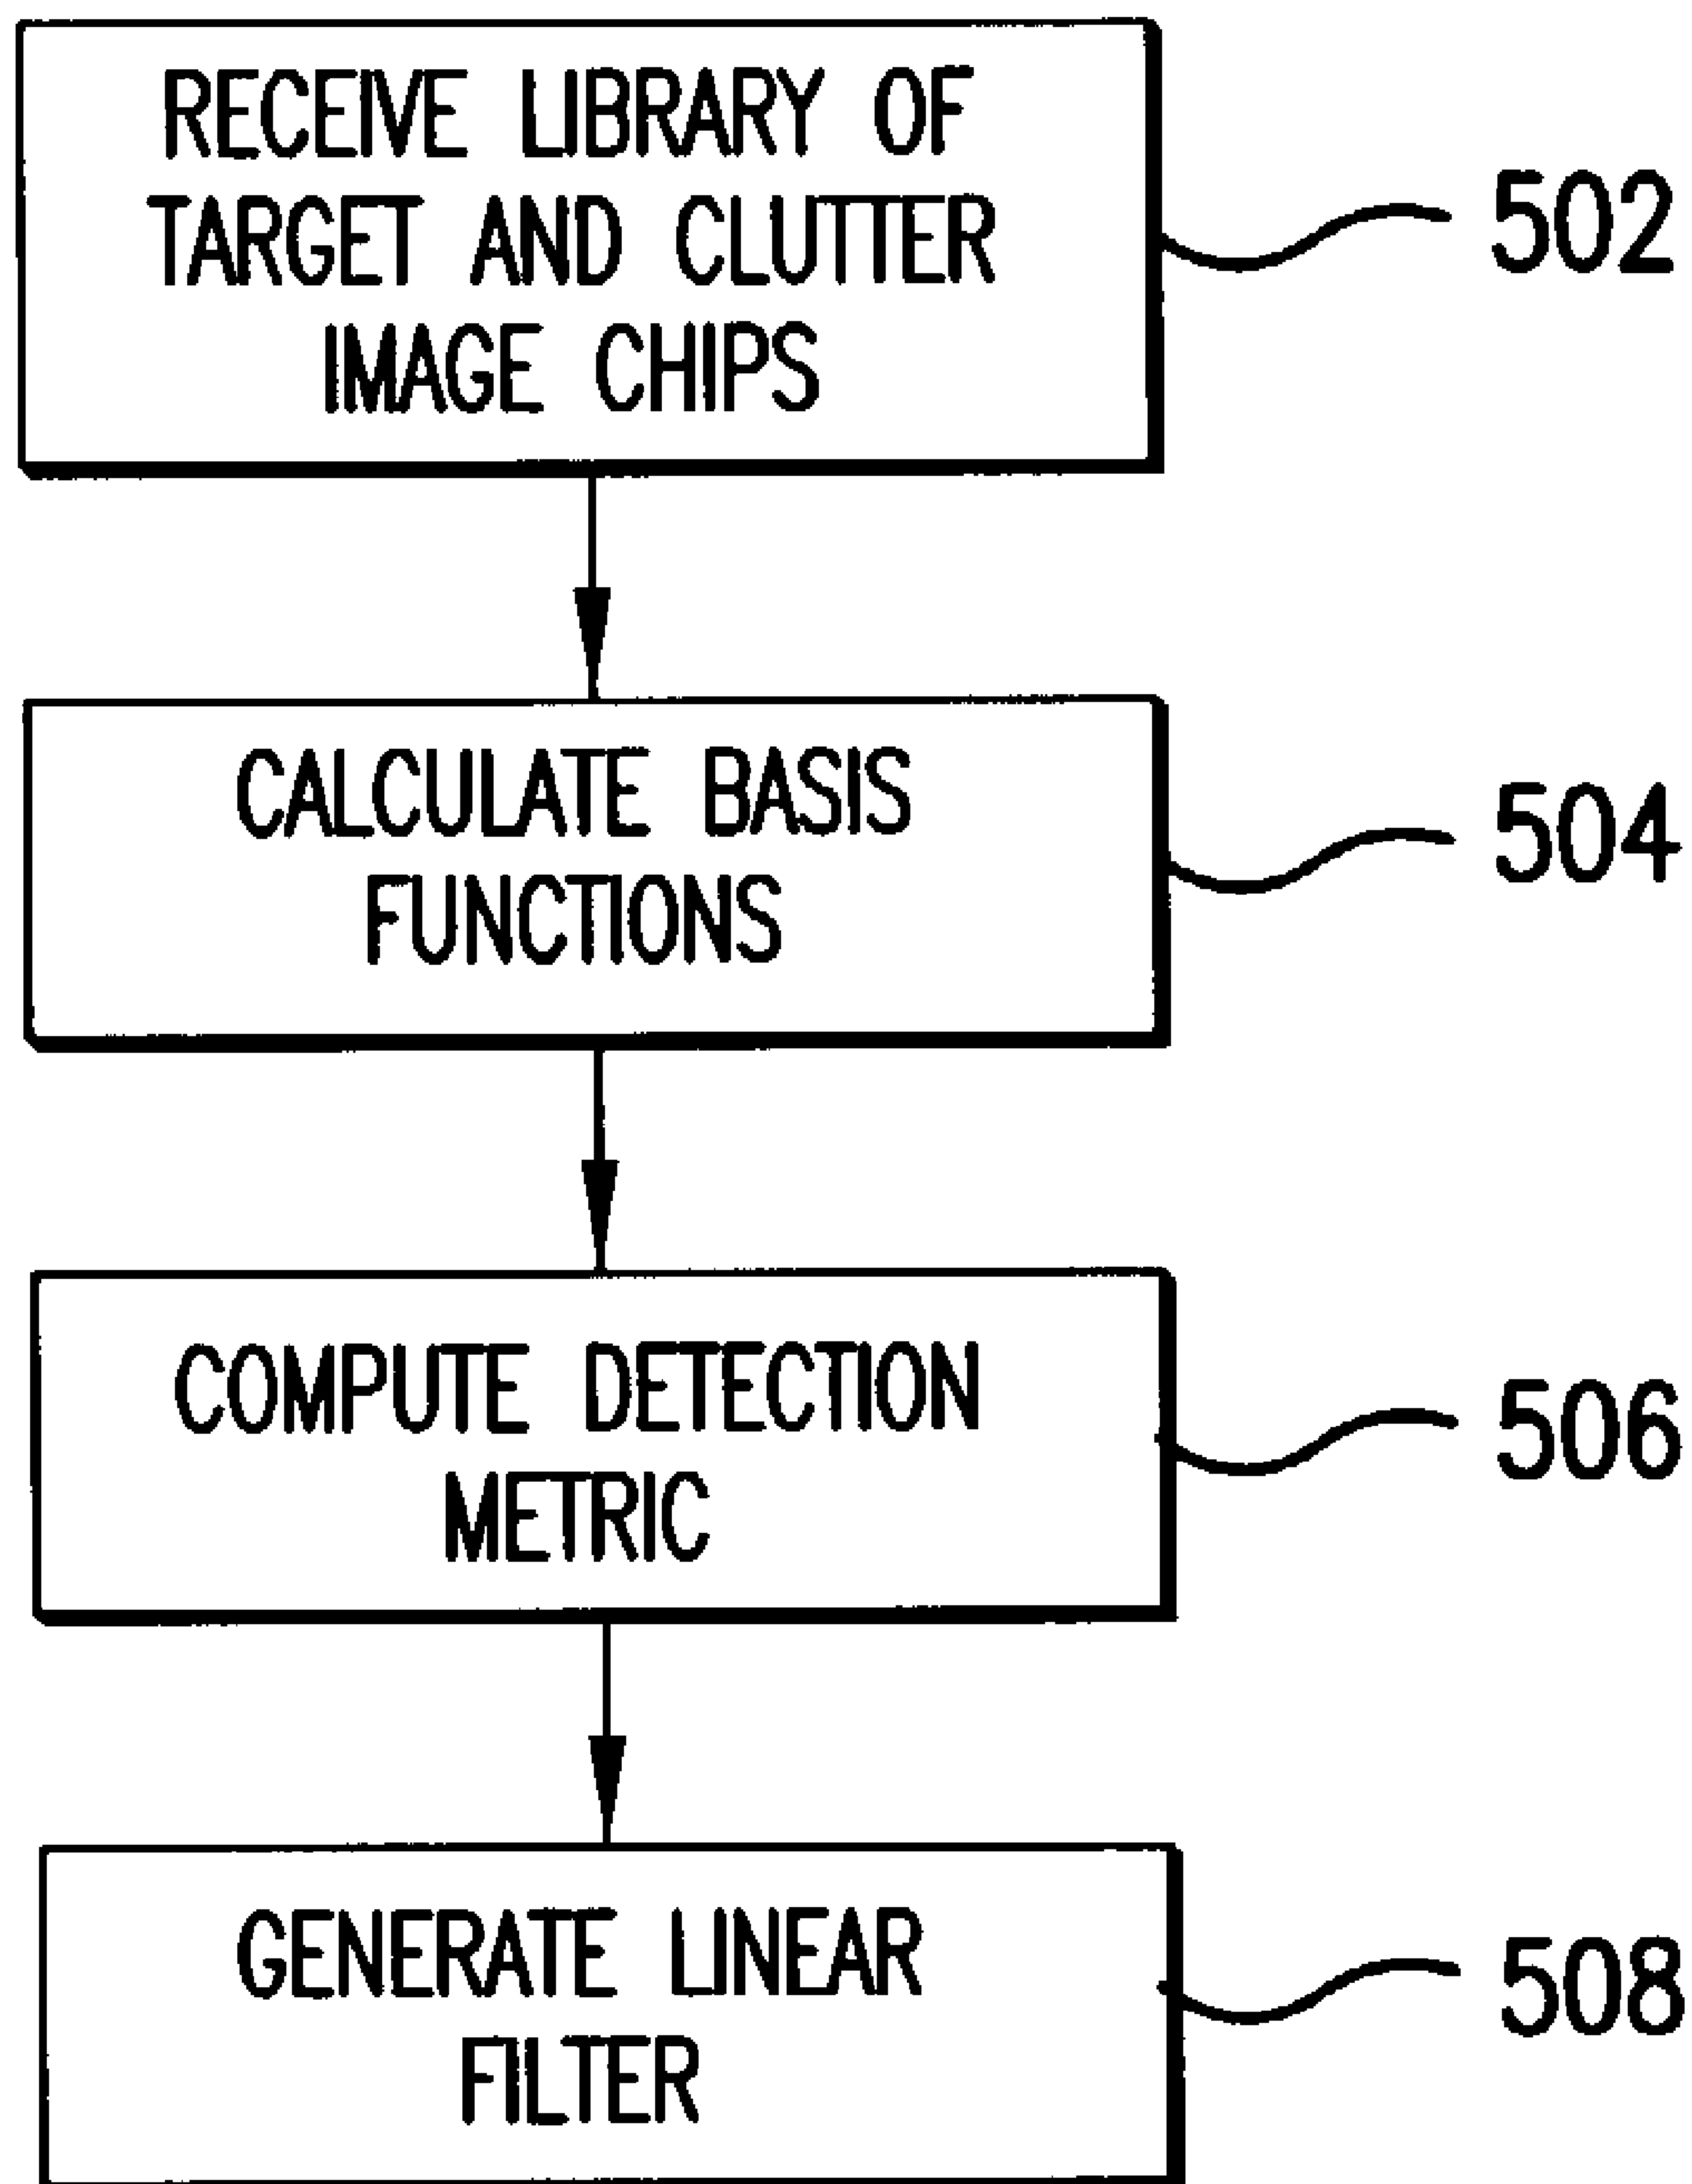 RECEIVE LIBRARY OF
TARGET AND CLUTTER
IMAGE CHIPS
502
CALCULATE BASIS
FUNCTIONS
504
COMPUTE DETECTION
METRIC
506
GENERATE LINEAR
FILTER
508